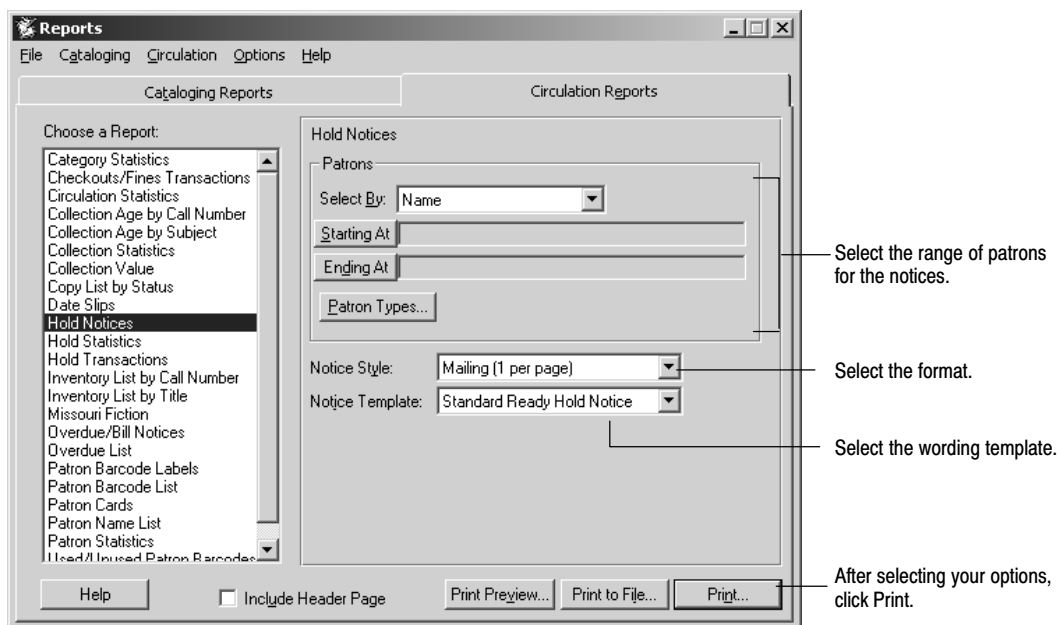 Reports
File Cataloging Circulation Options Help
Cataloging Reports
Circulation Reports
Choose a Report:
Category Statistics
Checkouts/Fines Transactions
Circulation Statistics
Collection Age by Call Number
Collection Age by Subject
Collection Statistics
Collection Value
Copy List by Status
Date Slips
Hold Notices
Hold Statistics
Hold Transactions
Inventory List by Call Number
Inventory List by Title
Missouri Fiction
Overdue/Bill Notices
Overdue List
Patron Barcode Labels
Patron Barcode List
Patron Cards
Patron Name List
Patron Statistics
Used/Unused Patron Barcodes
Hold Notices
Patrons
Select By: Name
Starting At
Ending At
Patron Types...
Notice Style: Mailing (1 per page)
Notice Template: Standard Ready Hold Notice
Help
Include Header Page
Print Preview...
Print to File...
Print...
Select the range of patrons
for the notices.
Select the format.
Select the wording template.
After selecting your options,
click Print.